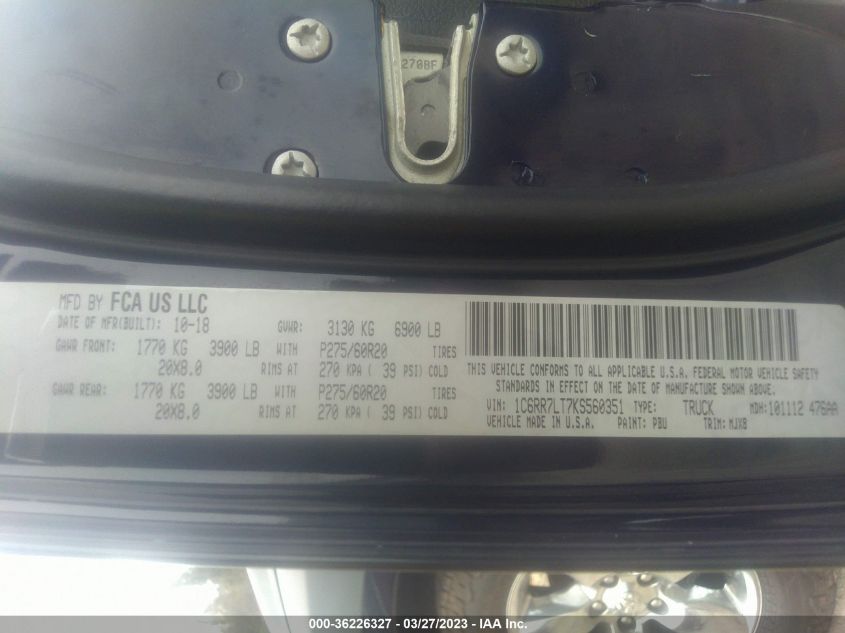 2708F
MFD BY FCA US LLC
DATE OF MFR(BUILT): 10-18 GVWR: 3130 KG 6900 LB
GAWR FRONT: 1770 KG 3900 LB WITH P275/60R20 TIRES
20X8.0 RIMS AT 270 KPA ( 39 PSI) COLD
GAWR REAR: 1770 KG 3900 LB WITH P275/60R20 TIRES
20X8.0 RIMS AT 270 KPA ( 39 PSI) COLD
THIS VEHICLE CONFORMS TO ALL APPLICABLE U.S.A. FEDERAL MOTOR VEHICLE SAFETY
STANDARDS IN EFFECT ON THE DATE OF MANUFACTURE SHOWN ABOVE.
VIN: 1C6RR7LT7KS560351 TYPE: TRUCK MDH:101112 476AA
VEHICLE MADE IN U.S.A. PAINT: PBU TRIM: MJX8
000-36226327 - 03/27/2023 - IAA Inc.